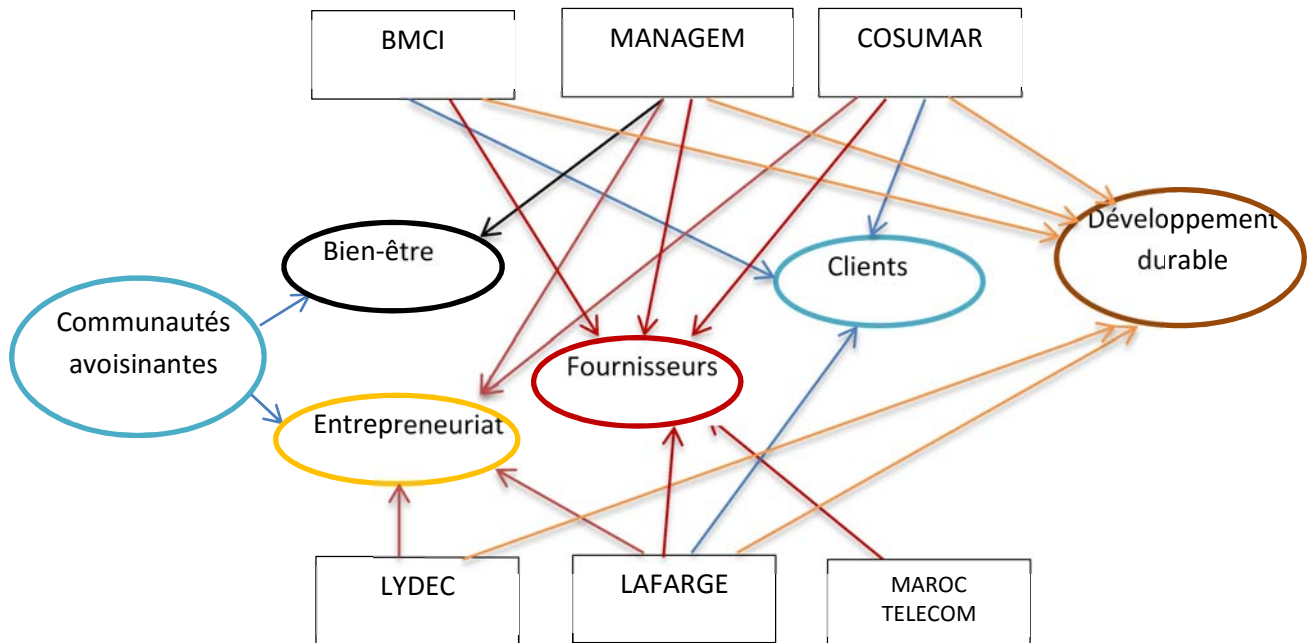 BMCI
MANAGEM
COSUMAR
Développement
durable
Bien-être
Clients
Communautés
avoisinantes
Fournisseurs
Entrepreneuriat
LYDEC
LAFARGE
MAROC
TELECOM